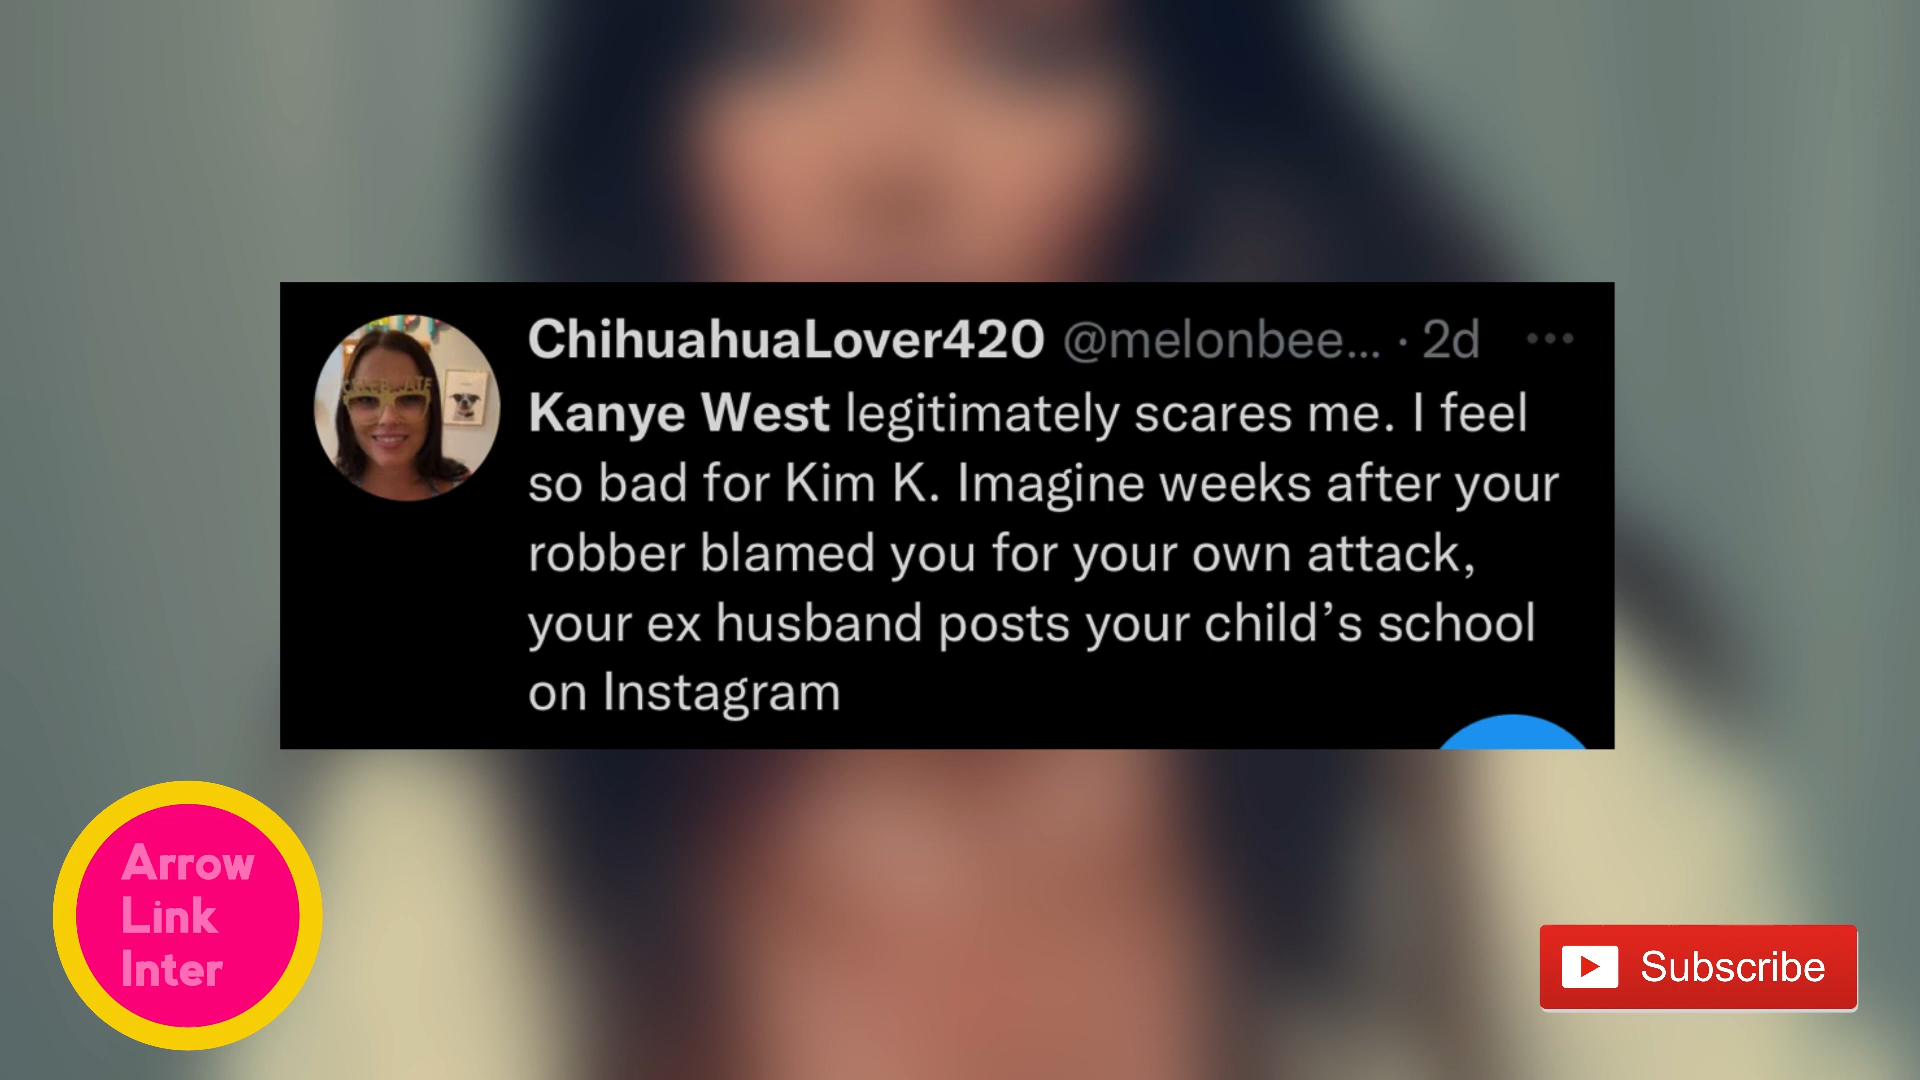 ChihuahuaLover420 @melonbee... · 2d ...
Kanye West legitimately scares me. I feel
so bad for Kim K. Imagine weeks after your
robber blamed you for your own attack,
your ex husband posts your child’s school
on Instagram
Arrow
Link
Inter
Subscribe